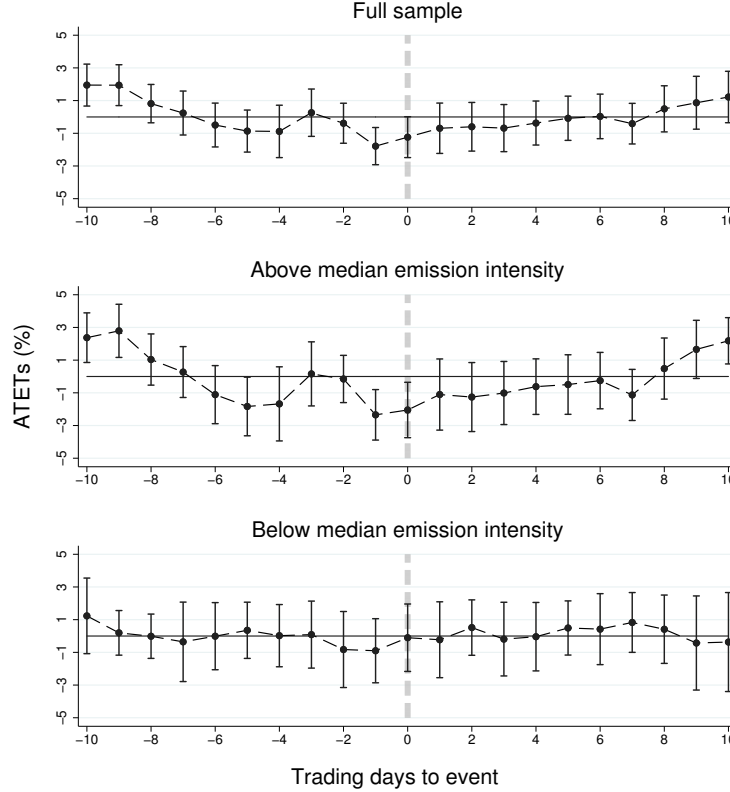 Full sample
5
3
1
−1
−3
−5
−10 −8 −6 −4 −2 0 2 4 6 8 10
Above median emission intensity
ATETs (%)
5
3
1
−1
−3
−5
−10 −8 −6 −4 −2 0 2 4 6 8 10
Below median emission intensity
5
3
1
−1
−3
−5
−10 −8 −6 −4 −2 0 2 4 6 8 10
Trading days to event